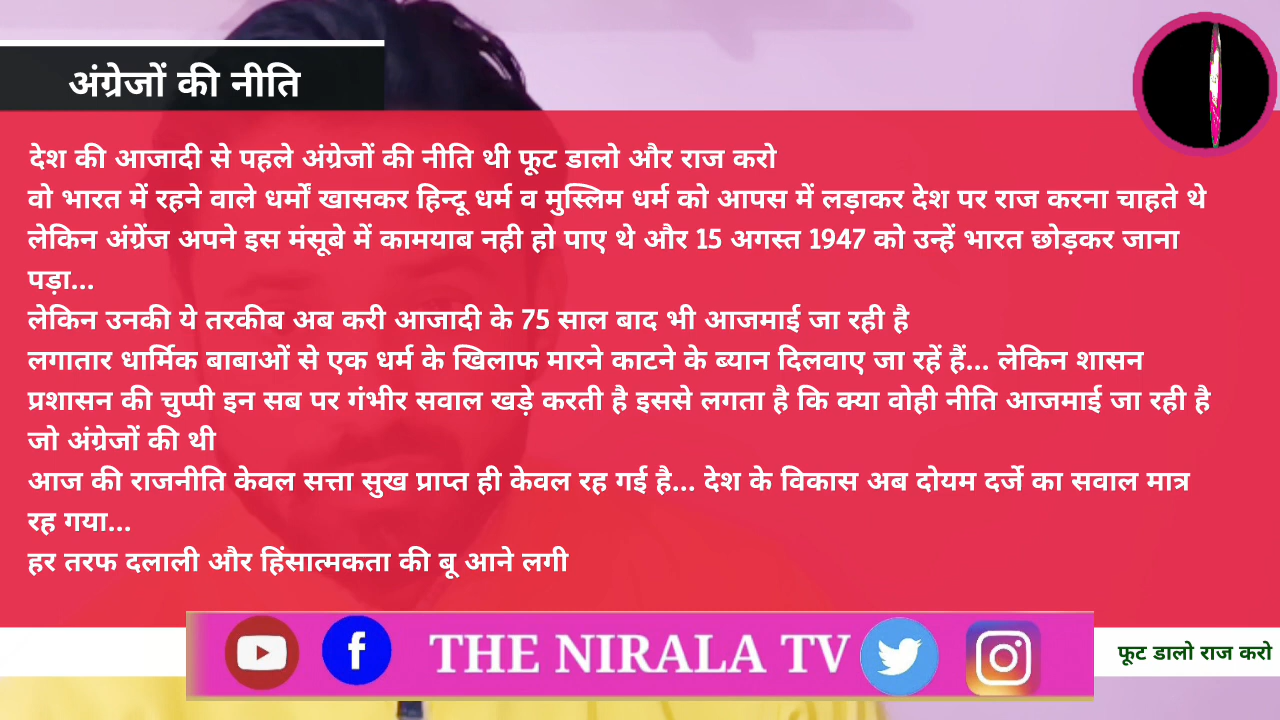 अंग्रेजों की नीति
देश की आजादी से पहले अंग्रेजों की नीति थी फूट डालो और राज करो
वो भारत में रहने वाले धर्मों खासकर हिन्दू धर्म व मुस्लिम धर्म को आपस में लड़ाकर देश पर राज करना चाहते थे
लेकिन अंग्रेंज अपने इस मंसूबे में कामयाब नही हो पाए थे और 15 अगस्त 1947 को उन्हें भारत छोड़कर जाना
पड़ा...
लेकिन उनकी ये तरकीब अब करी आजादी के 75 साल बाद भी आजमाई जा रही है
लगातार धार्मिक बाबाओं से एक धर्म के खिलाफ मारने काटने के ब्यान दिलवाए जा रहें हैं... लेकिन शासन
प्रशासन की चुप्पी इन सब पर गंभीर सवाल खड़े करती है इससे लगता है कि क्या वोही नीति आजमाई जा रही है
जो अंग्रेजों की थी
आज की राजनीति केवल सत्ता सुख प्राप्त ही केवल रह गई है... देश के विकास अब दोयम दर्जे का सवाल मात्र
रह गया...
हर तरफ दलाली और हिंसात्मकता की बू आने लगी
THE NIRALA TV
फूट डालो राज करो